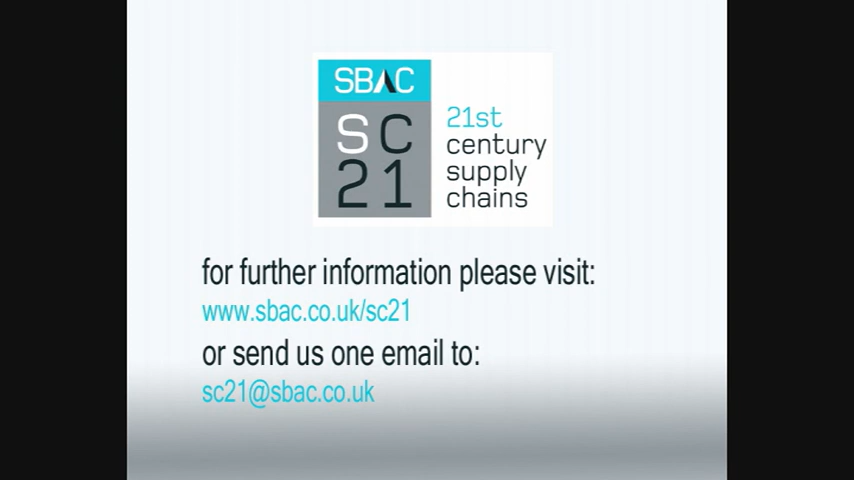 SBAC
SC
21
21st
century
supply
chains
for further information please visit:
www.sbac.co.uk/sc21
or send us one email to:
sc21@sbac.co.uk